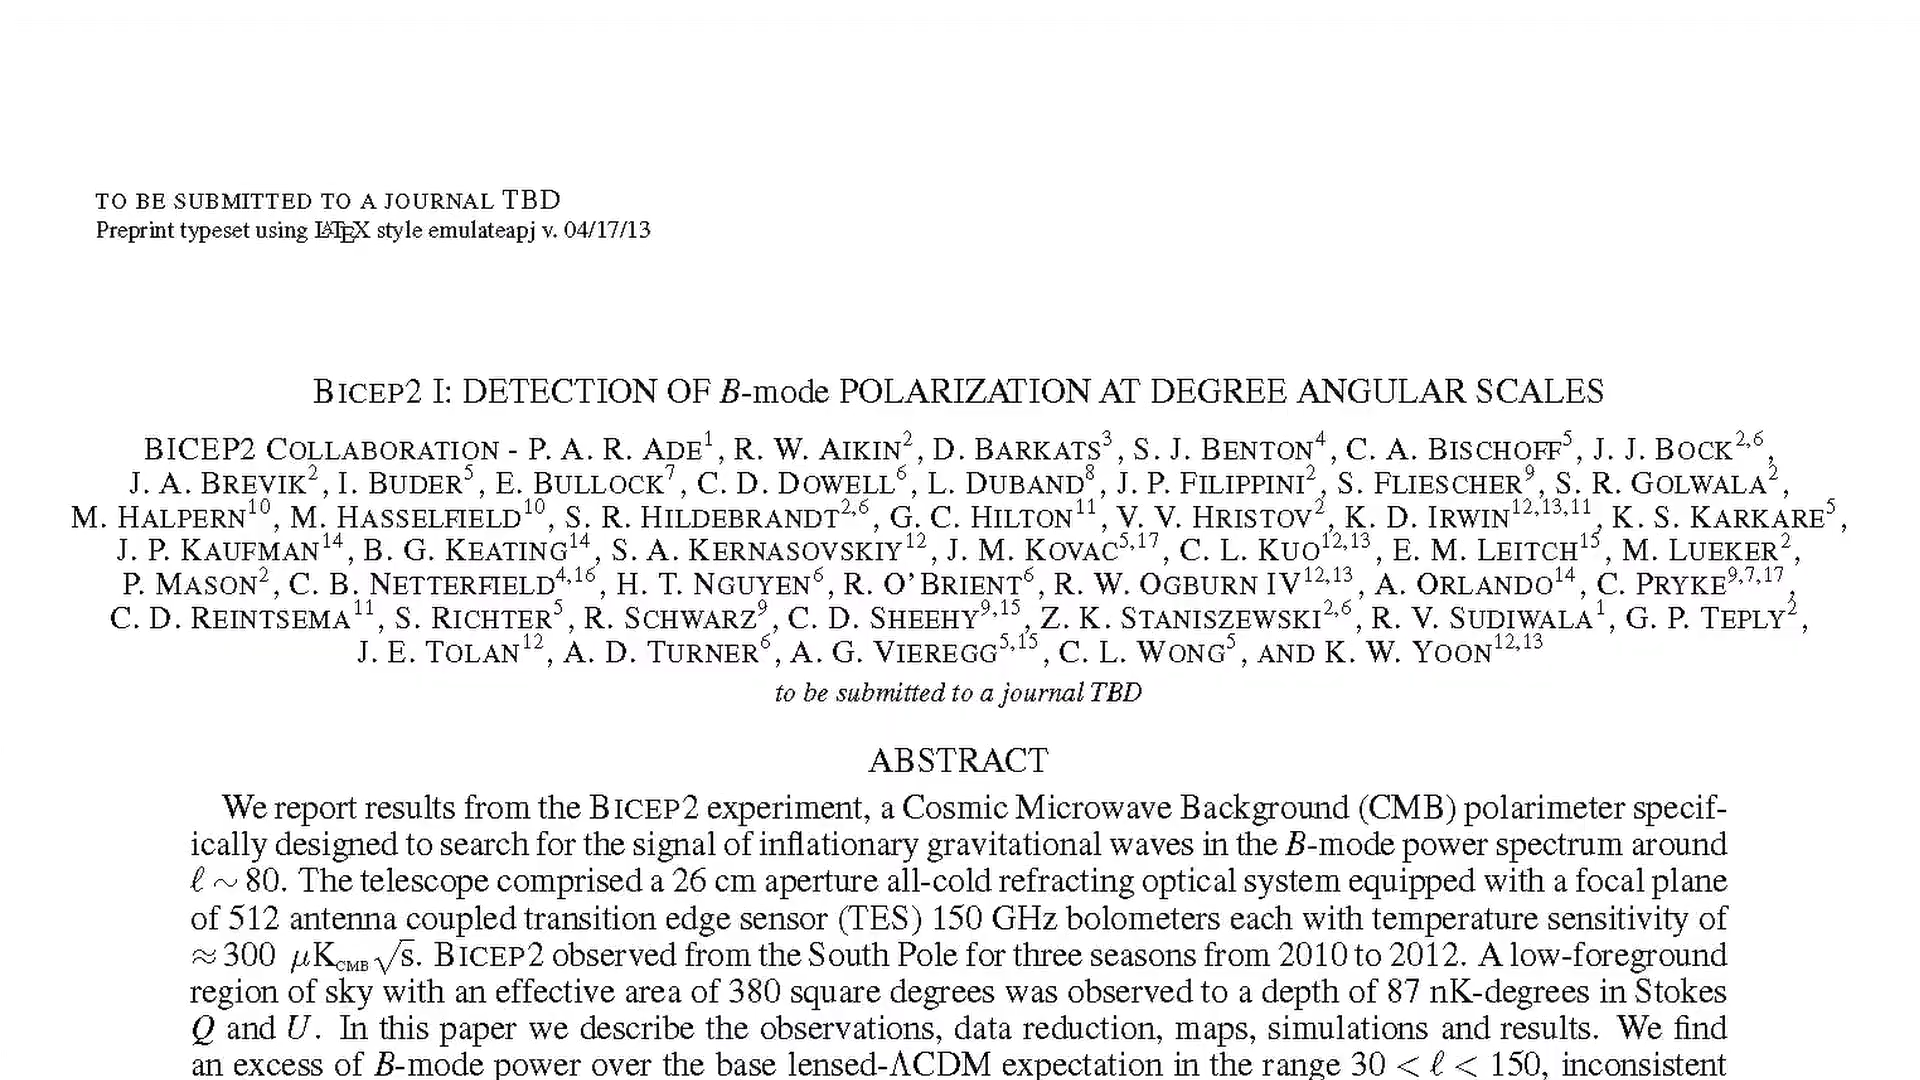 TO BE SUBMITTED TO A JOURNAL TBD
Preprint typeset using LATEX style emulateapj v. 04/17/13
BICEP2 I: DETECTION OF B-mode POLARIZATION AT DEGREE ANGULAR SCALES
BICEP2 COLLABORATION - P. A. R. ADE¹, R. W. AIKIN², D. BARKATS³, S. J. BENTON⁴, C. A. BISCHOFF⁵, J. J. BOCK²,⁶,
J. A. BREVIK², I. BUDER⁵, E. BULLOCK⁷, C. D. DOWELL⁶, L. DUBAND⁸, J. P. FILIPPINI², S. FLIESCHER⁹, S. R. GOLWALA²,
M. HALPERN¹⁰, M. HASSELFIELD¹⁰, S. R. HILDEBRANDT²,⁶, G. C. HILTON¹¹, V. V. HRISTOV², K. D. IRWIN¹²,¹³,¹¹, K. S. KARKARE⁵,
J. P. KAUFMAN¹⁴, B. G. KEATING¹⁴, S. A. KERNASOVSKIY¹², J. M. KOVAC⁵,¹⁷, C. L. KUO¹²,¹³, E. M. LEITCH¹⁵, M. LUEKER²,
P. MASON², C. B. NETTERFIELD⁴,¹⁶, H. T. NGUYEN⁶, R. O'BRIENT⁶, R. W. OGBURN IV¹²,¹³, A. ORLANDO¹⁴, C. PRYKE⁹,⁷,¹⁷,
C. D. REINTSEMA¹¹, S. RICHTER⁵, R. SCHWARZ⁹, C. D. SHEEHY⁹,¹⁵, Z. K. STANISZEWSKI²,⁶, R. V. SUDIWALA¹, G. P. TEPLY²,
J. E. TOLAN¹², A. D. TURNER⁶, A. G. VIEREGG⁵,¹⁵, C. L. WONG⁵, AND K. W. YOON¹²,¹³
to be submitted to a journal TBD
ABSTRACT
We report results from the BICEP2 experiment, a Cosmic Microwave Background (CMB) polarimeter specif-
ically designed to search for the signal of inflationary gravitational waves in the B-mode power spectrum around
ℓ ∼ 80. The telescope comprised a 26 cm aperture all-cold refracting optical system equipped with a focal plane
of 512 antenna coupled transition edge sensor (TES) 150 GHz bolometers each with temperature sensitivity of
≈ 300 μK_CMB√s. BICEP2 observed from the South Pole for three seasons from 2010 to 2012. A low-foreground
region of sky with an effective area of 380 square degrees was observed to a depth of 87 nK-degrees in Stokes
Q and U. In this paper we describe the observations, data reduction, maps, simulations and results. We find
an excess of B-mode power over the base lensed-ΛCDM expectation in the range 30 < ℓ < 150, inconsistent